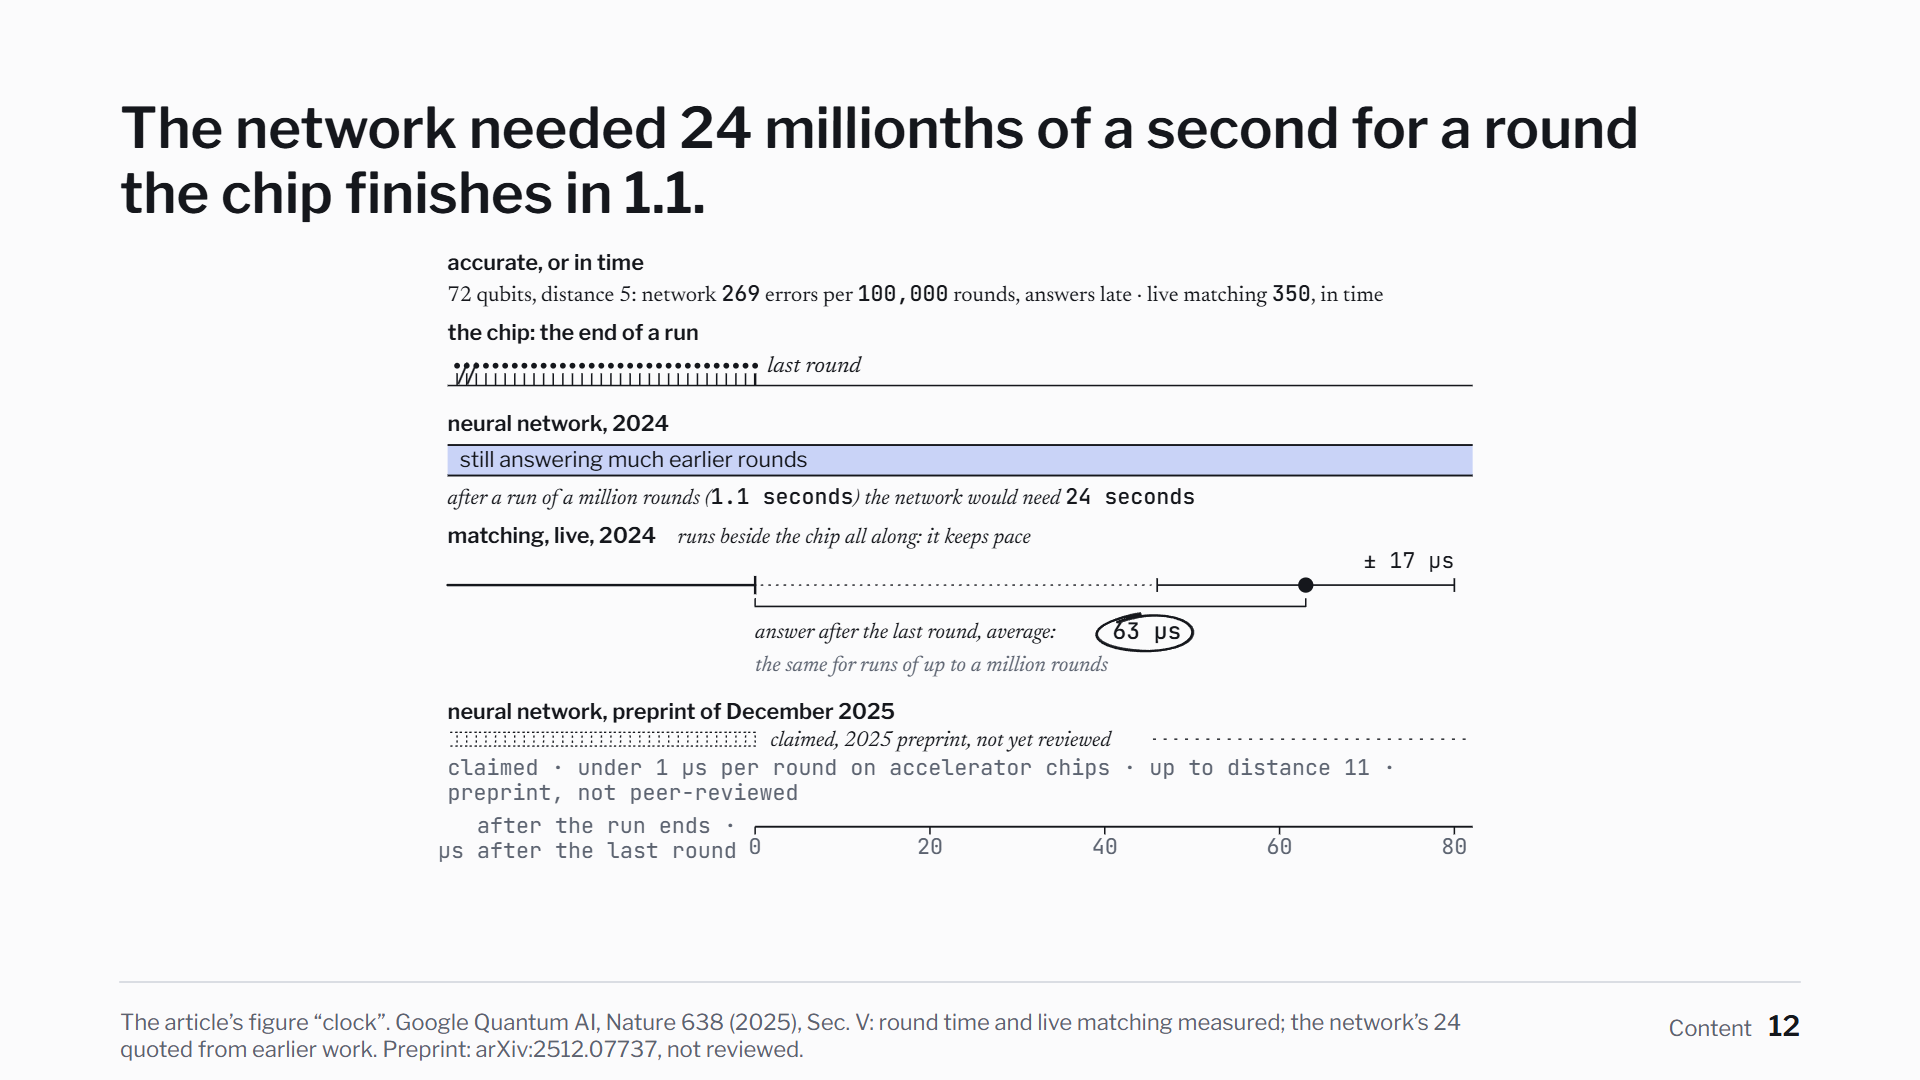 The network needed 24 millionths of a second for a round
the chip finishes in 1.1.
accurate, or in time
72 qubits, distance 5: network 269 errors per 100,000 rounds, answers late · live matching 350, in time
the chip: the end of a run
last round
neural network, 2024
still answering much earlier rounds
after a run of a million rounds (1.1 seconds) the network would need 24 seconds
matching, live, 2024 runs beside the chip all along: it keeps pace
± 17 µs
answer after the last round, average: 63 µs
the same for runs of up to a million rounds
neural network, preprint of December 2025
claimed, 2025 preprint, not yet reviewed
claimed · under 1 µs per round on accelerator chips · up to distance 11 ·
preprint, not peer-reviewed
after the run ends ·
µs after the last round 0 20 40 60 80
The article’s figure “clock”. Google Quantum AI, Nature 638 (2025), Sec. V: round time and live matching measured; the network’s 24
quoted from earlier work. Preprint: arXiv:2512.07737, not reviewed.
Content 12